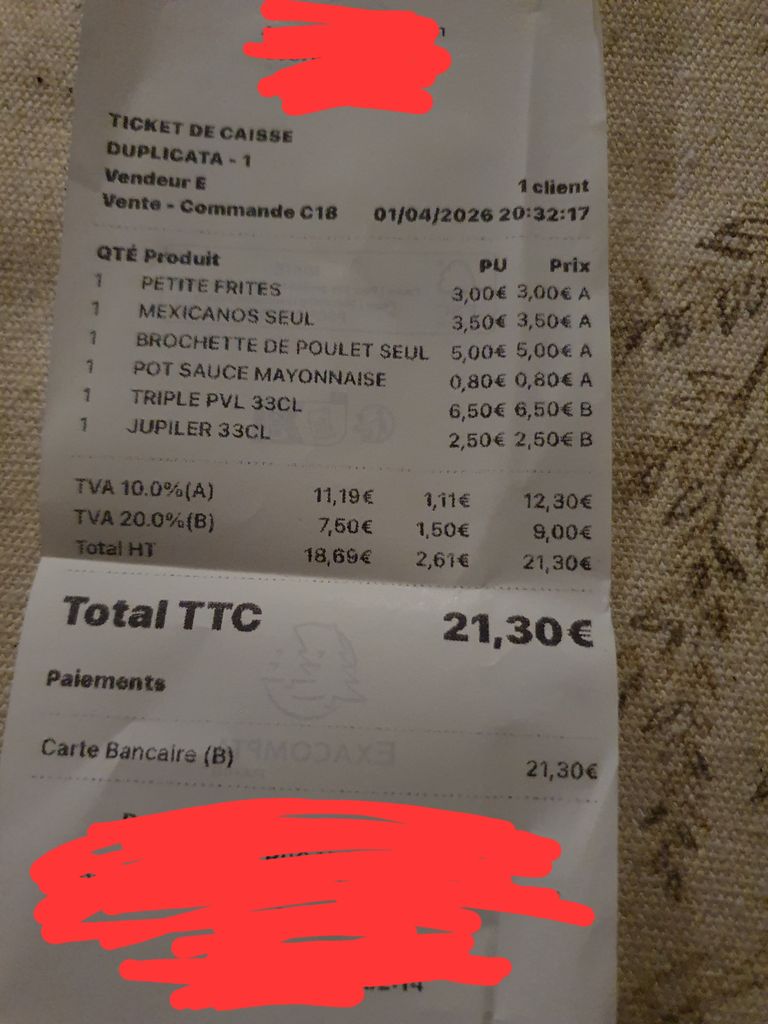 TICKET DE CAISSE
DUPLICATA - 1
Vendeur E 1 client
Vente - Commande C18 01/04/2026 20:32:17
QTÉ Produit PU Prix
1 PETITE FRITES 3,00€ 3,00€ A
1 MEXICANOS SEUL 3,50€ 3,50€ A
1 BROCHETTE DE POULET SEUL 5,00€ 5,00€ A
1 POT SAUCE MAYONNAISE 0,80€ 0,80€ A
1 TRIPLE PVL 33CL 6,50€ 6,50€ B
1 JUPILER 33CL 2,50€ 2,50€ B
TVA 10.0%(A) 11,19€ 1,11€ 12,30€
TVA 20.0%(B) 7,50€ 1,50€ 9,00€
Total HT 18,69€ 2,61€ 21,30€
Total TTC 21,30€
Paiements
Carte Bancaire (B) 21,30€